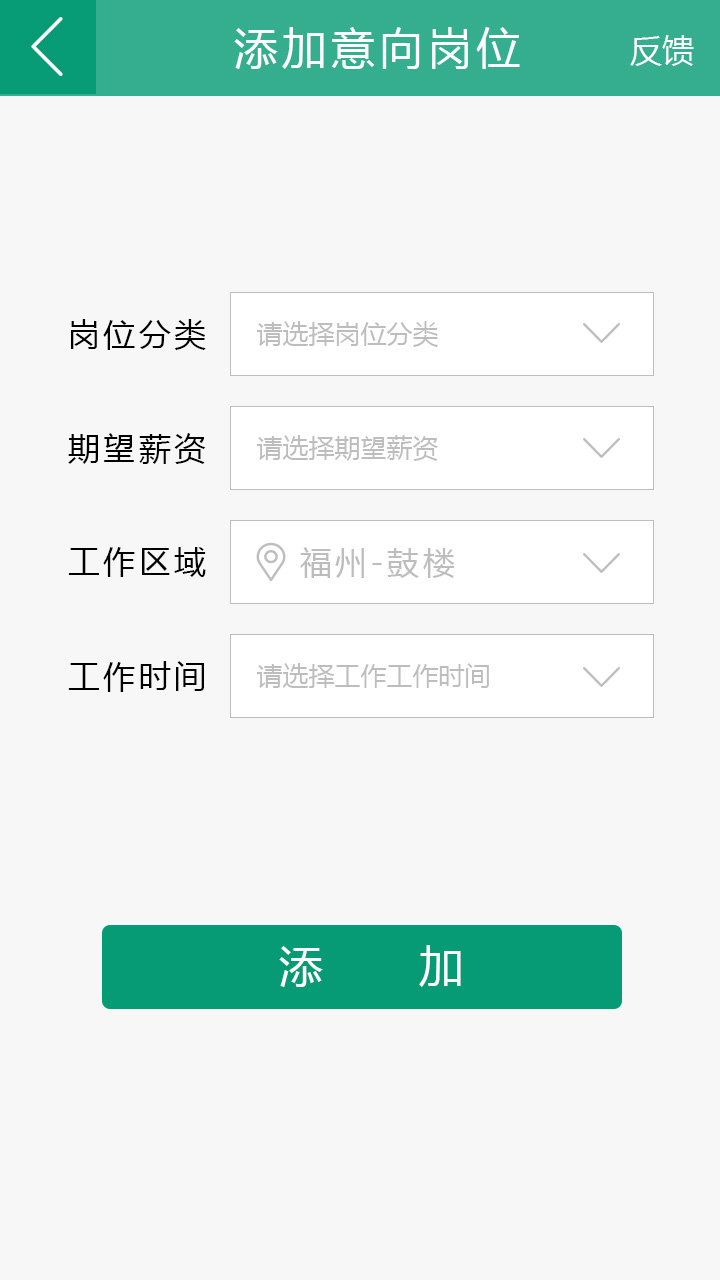 添加意向岗位 反馈
岗位分类 请选择岗位分类
期望薪资 请选择期望薪资
工作区域 福州-鼓楼
工作时间 请选择工作工作时间
添 加